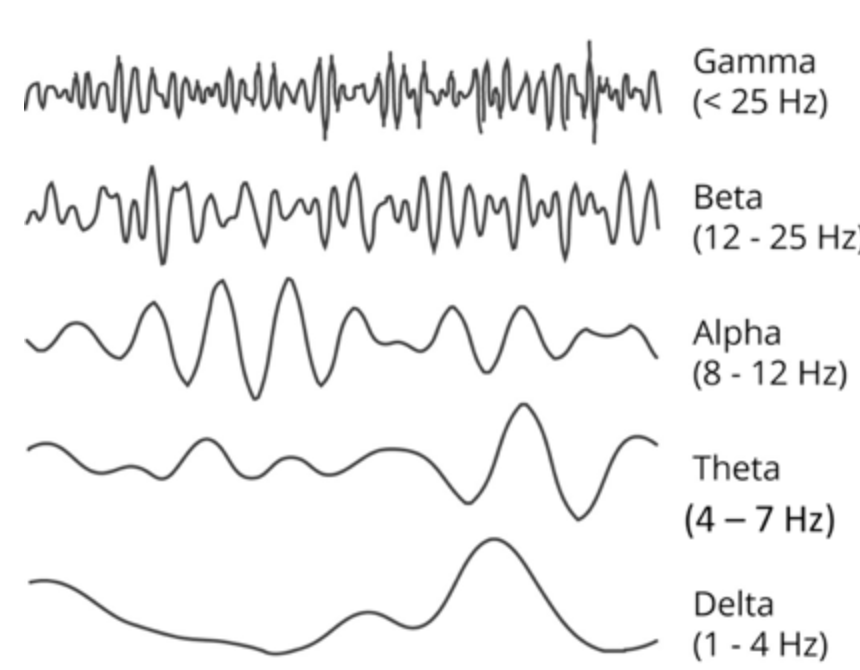 Gamma
(< 25 Hz)
Beta
(12 - 25 Hz)
Alpha
(8 - 12 Hz)
Theta
(4 – 7 Hz)
Delta
(1 - 4 Hz)